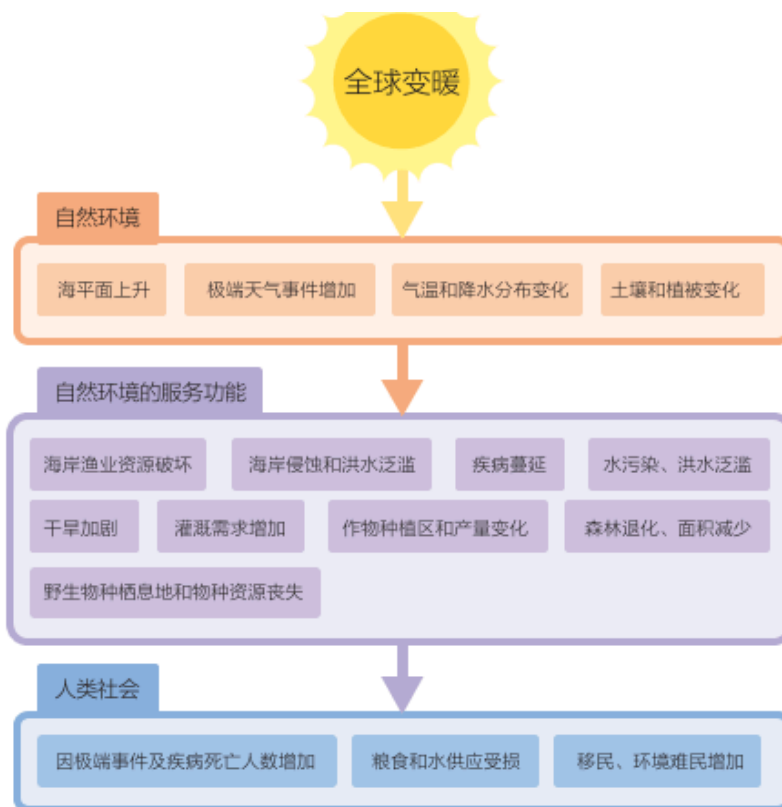 全球变暖
自然环境
海平面上升 极端天气事件增加 气温和降水分布变化 土壤和植被变化
自然环境的服务功能
海岸渔业资源破坏 海岸侵蚀和洪水泛滥 疾病蔓延 水污染、洪水泛滥
干旱加剧 灌溉需求增加 作物种植区和产量变化 森林退化、面积减少
野生物种栖息地和物种资源丧失
人类社会
因极端事件及疾病死亡人数增加 粮食和水供应受损 移民、环境难民增加